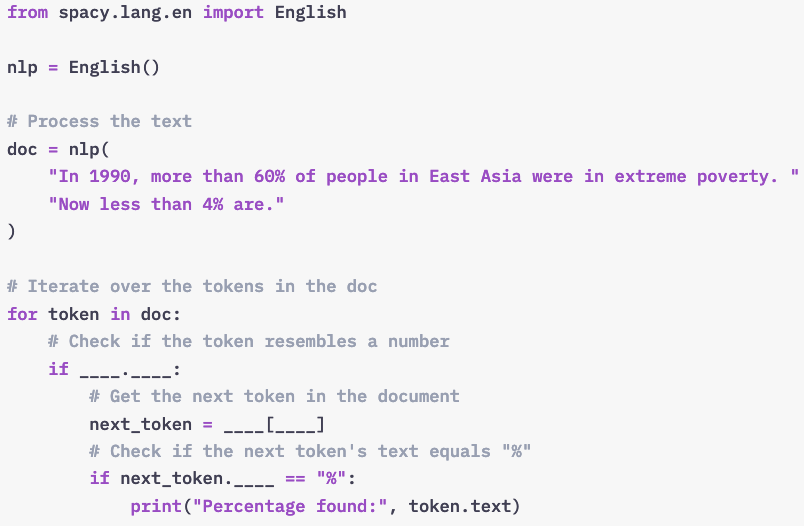 from spacy.lang.en import English

nlp = English()

# Process the text
doc = nlp(
    "In 1990, more than 60% of people in East Asia were in extreme poverty. "
    "Now less than 4% are."
)

# Iterate over the tokens in the doc
for token in doc:
    # Check if the token resembles a number
    if ____.____:
        # Get the next token in the document
        next_token = ____[____]
        # Check if the next token's text equals "%"
        if next_token.____ == "%":
            print("Percentage found:", token.text)